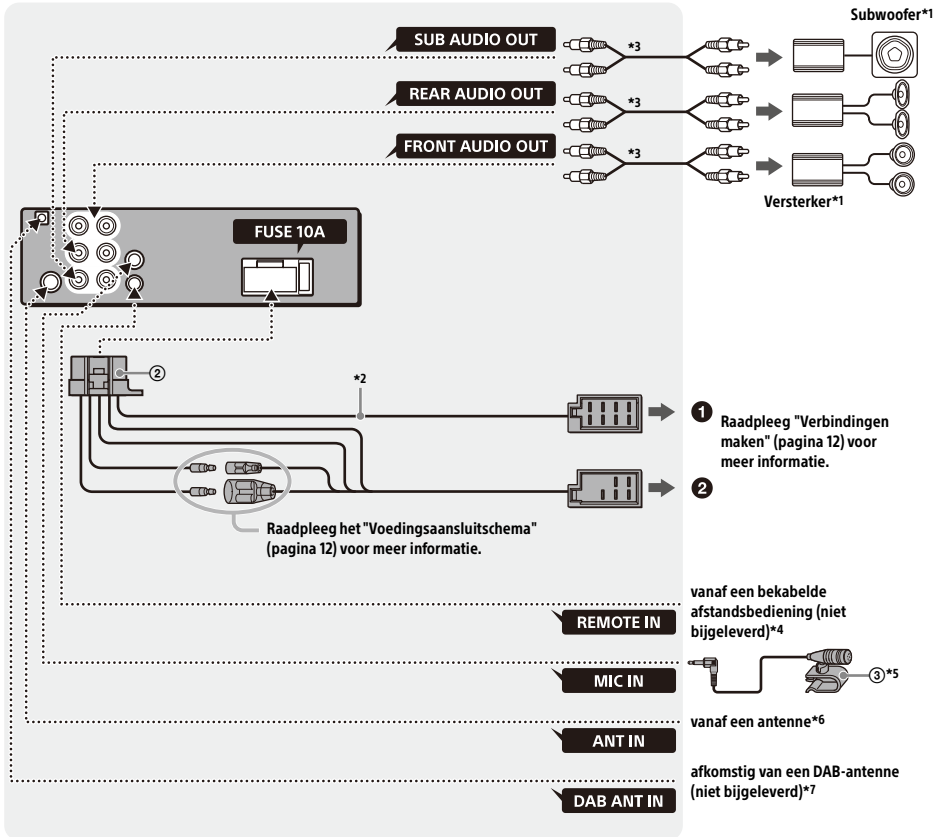 Subwoofer*1
SUB AUDIO OUT
*3
REAR AUDIO OUT
*3
FRONT AUDIO OUT
*3
Versterker*1
FUSE 10A
②
*2
❶
Raadpleeg "Verbindingen
maken" (pagina 12) voor
meer informatie.
❷
Raadpleeg het "Voedingsaansluitschema"
(pagina 12) voor meer informatie.
vanaf een bekabelde
afstandsbediening (niet
bijgeleverd)*4
REMOTE IN
MIC IN
③*5
vanaf een antenne*6
ANT IN
afkomstig van een DAB-antenne
(niet bijgeleverd)*7
DAB ANT IN